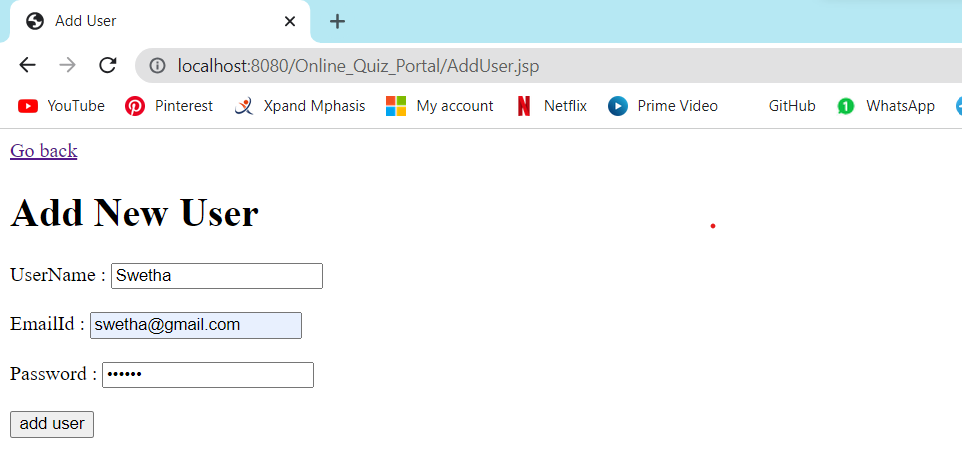 Add User
localhost:8080/Online_Quiz_Portal/AddUser.jsp
YouTube Pinterest Xpand Mphasis My account Netflix Prime Video GitHub 1 WhatsApp
Go back
Add New User
UserName : Swetha
EmailId : swetha@gmail.com
Password : ••••••
add user